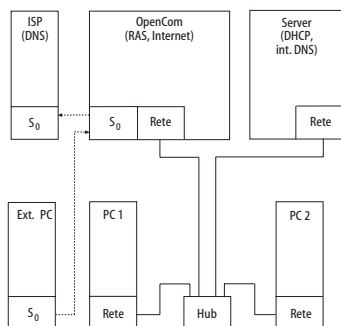 ISP
(DNS)
OpenCom
(RAS, Internet)
Server
(DHCP,
int. DNS)
S0
S0
Rete
Rete
Ext. PC
PC 1
PC 2
S0
Rete
Hub
Rete